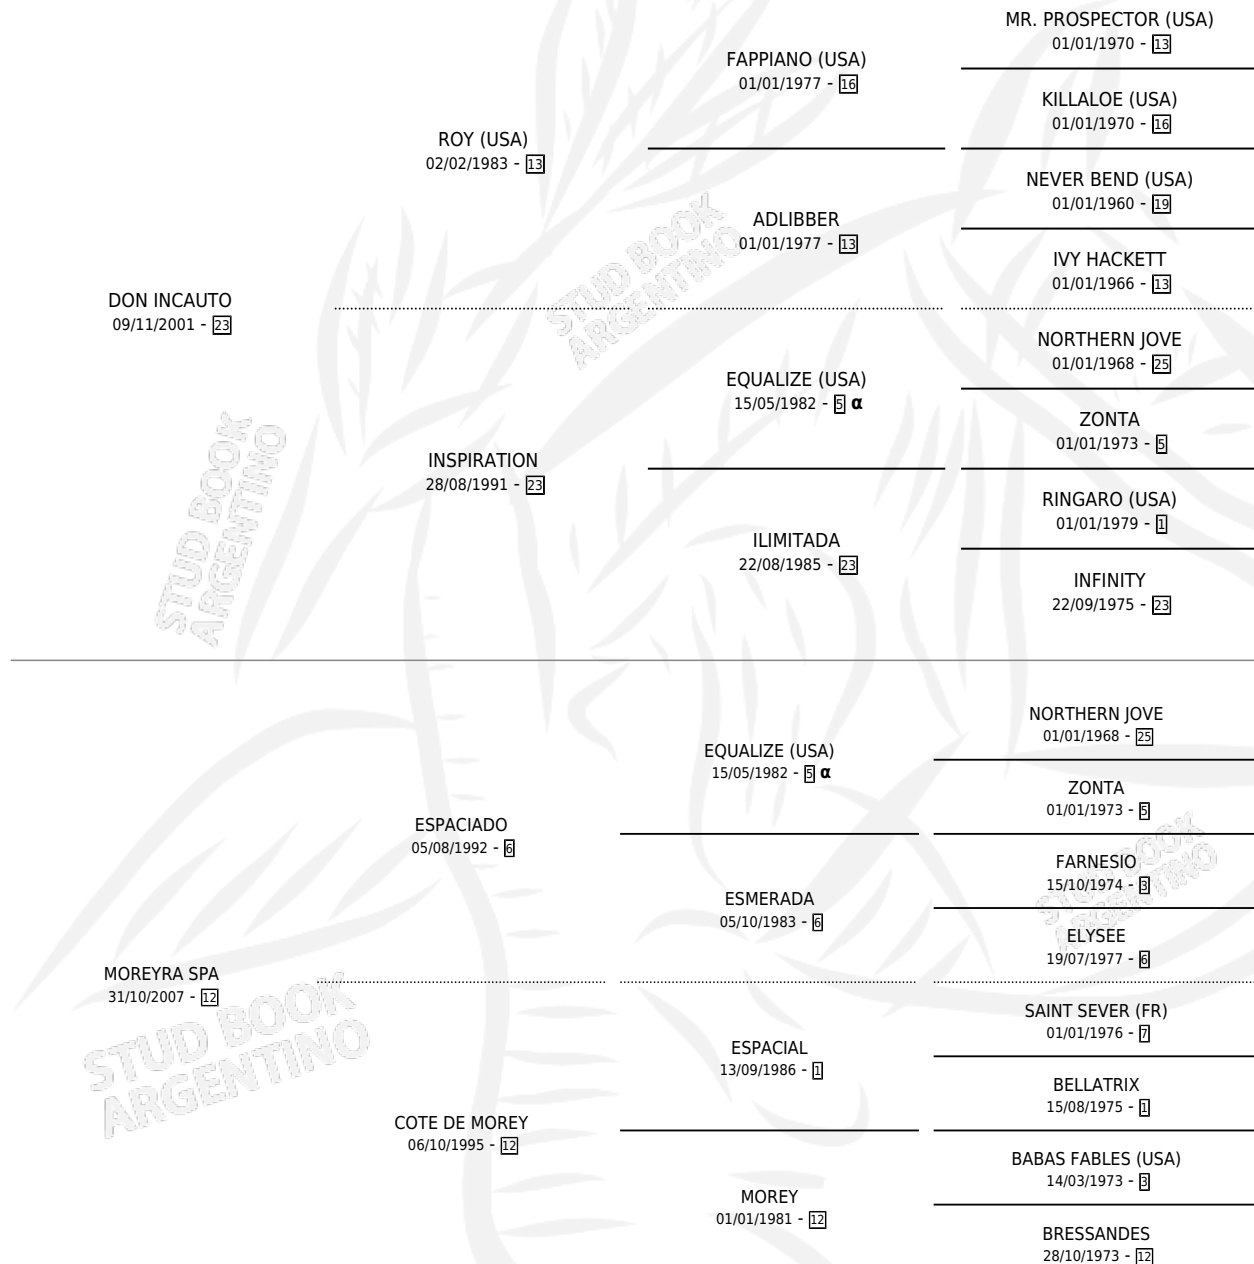 MR. PROSPECTOR (USA)
01/01/1970 - 13
FAPPIANO (USA)
01/01/1977 - 16
KILLALOE (USA)
01/01/1970 - 16
ROY (USA)
02/02/1983 - 13
NEVER BEND (USA)
01/01/1960 - 19
ADLIBBER
01/01/1977 - 13
IVY HACKETT
01/01/1966 - 13
DON INCAUTO
09/11/2001 - 23
NORTHERN JOVE
01/01/1968 - 25
EQUALIZE (USA)
15/05/1982 - 5 α
ZONTA
01/01/1973 - 5
INSPIRATION
28/08/1991 - 23
RINGARO (USA)
01/01/1979 - 1
ILIMITADA
22/08/1985 - 23
INFINITY
22/09/1975 - 23
STUD BOOK
ARGENTINO
STUD BOOK
ARGENTINO
NORTHERN JOVE
01/01/1968 - 25
EQUALIZE (USA)
15/05/1982 - 5 α
ZONTA
01/01/1973 - 5
ESPACIADO
05/08/1992 - 6
FARNESIO
15/10/1974 - 3
ESMERADA
05/10/1983 - 6
ELYSEE
19/07/1977 - 6
MOREYRA SPA
31/10/2007 - 12
SAINT SEVER (FR)
01/01/1976 - 7
ESPACIAL
13/09/1986 - 1
BELLATRIX
15/08/1975 - 1
COTE DE MOREY
06/10/1995 - 12
BABAS FABLES (USA)
14/03/1973 - 3
MOREY
01/01/1981 - 12
BRESSANDES
28/10/1973 - 12
STUD BOOK
ARGENTINO
STUD BOOK
ARGENTINO